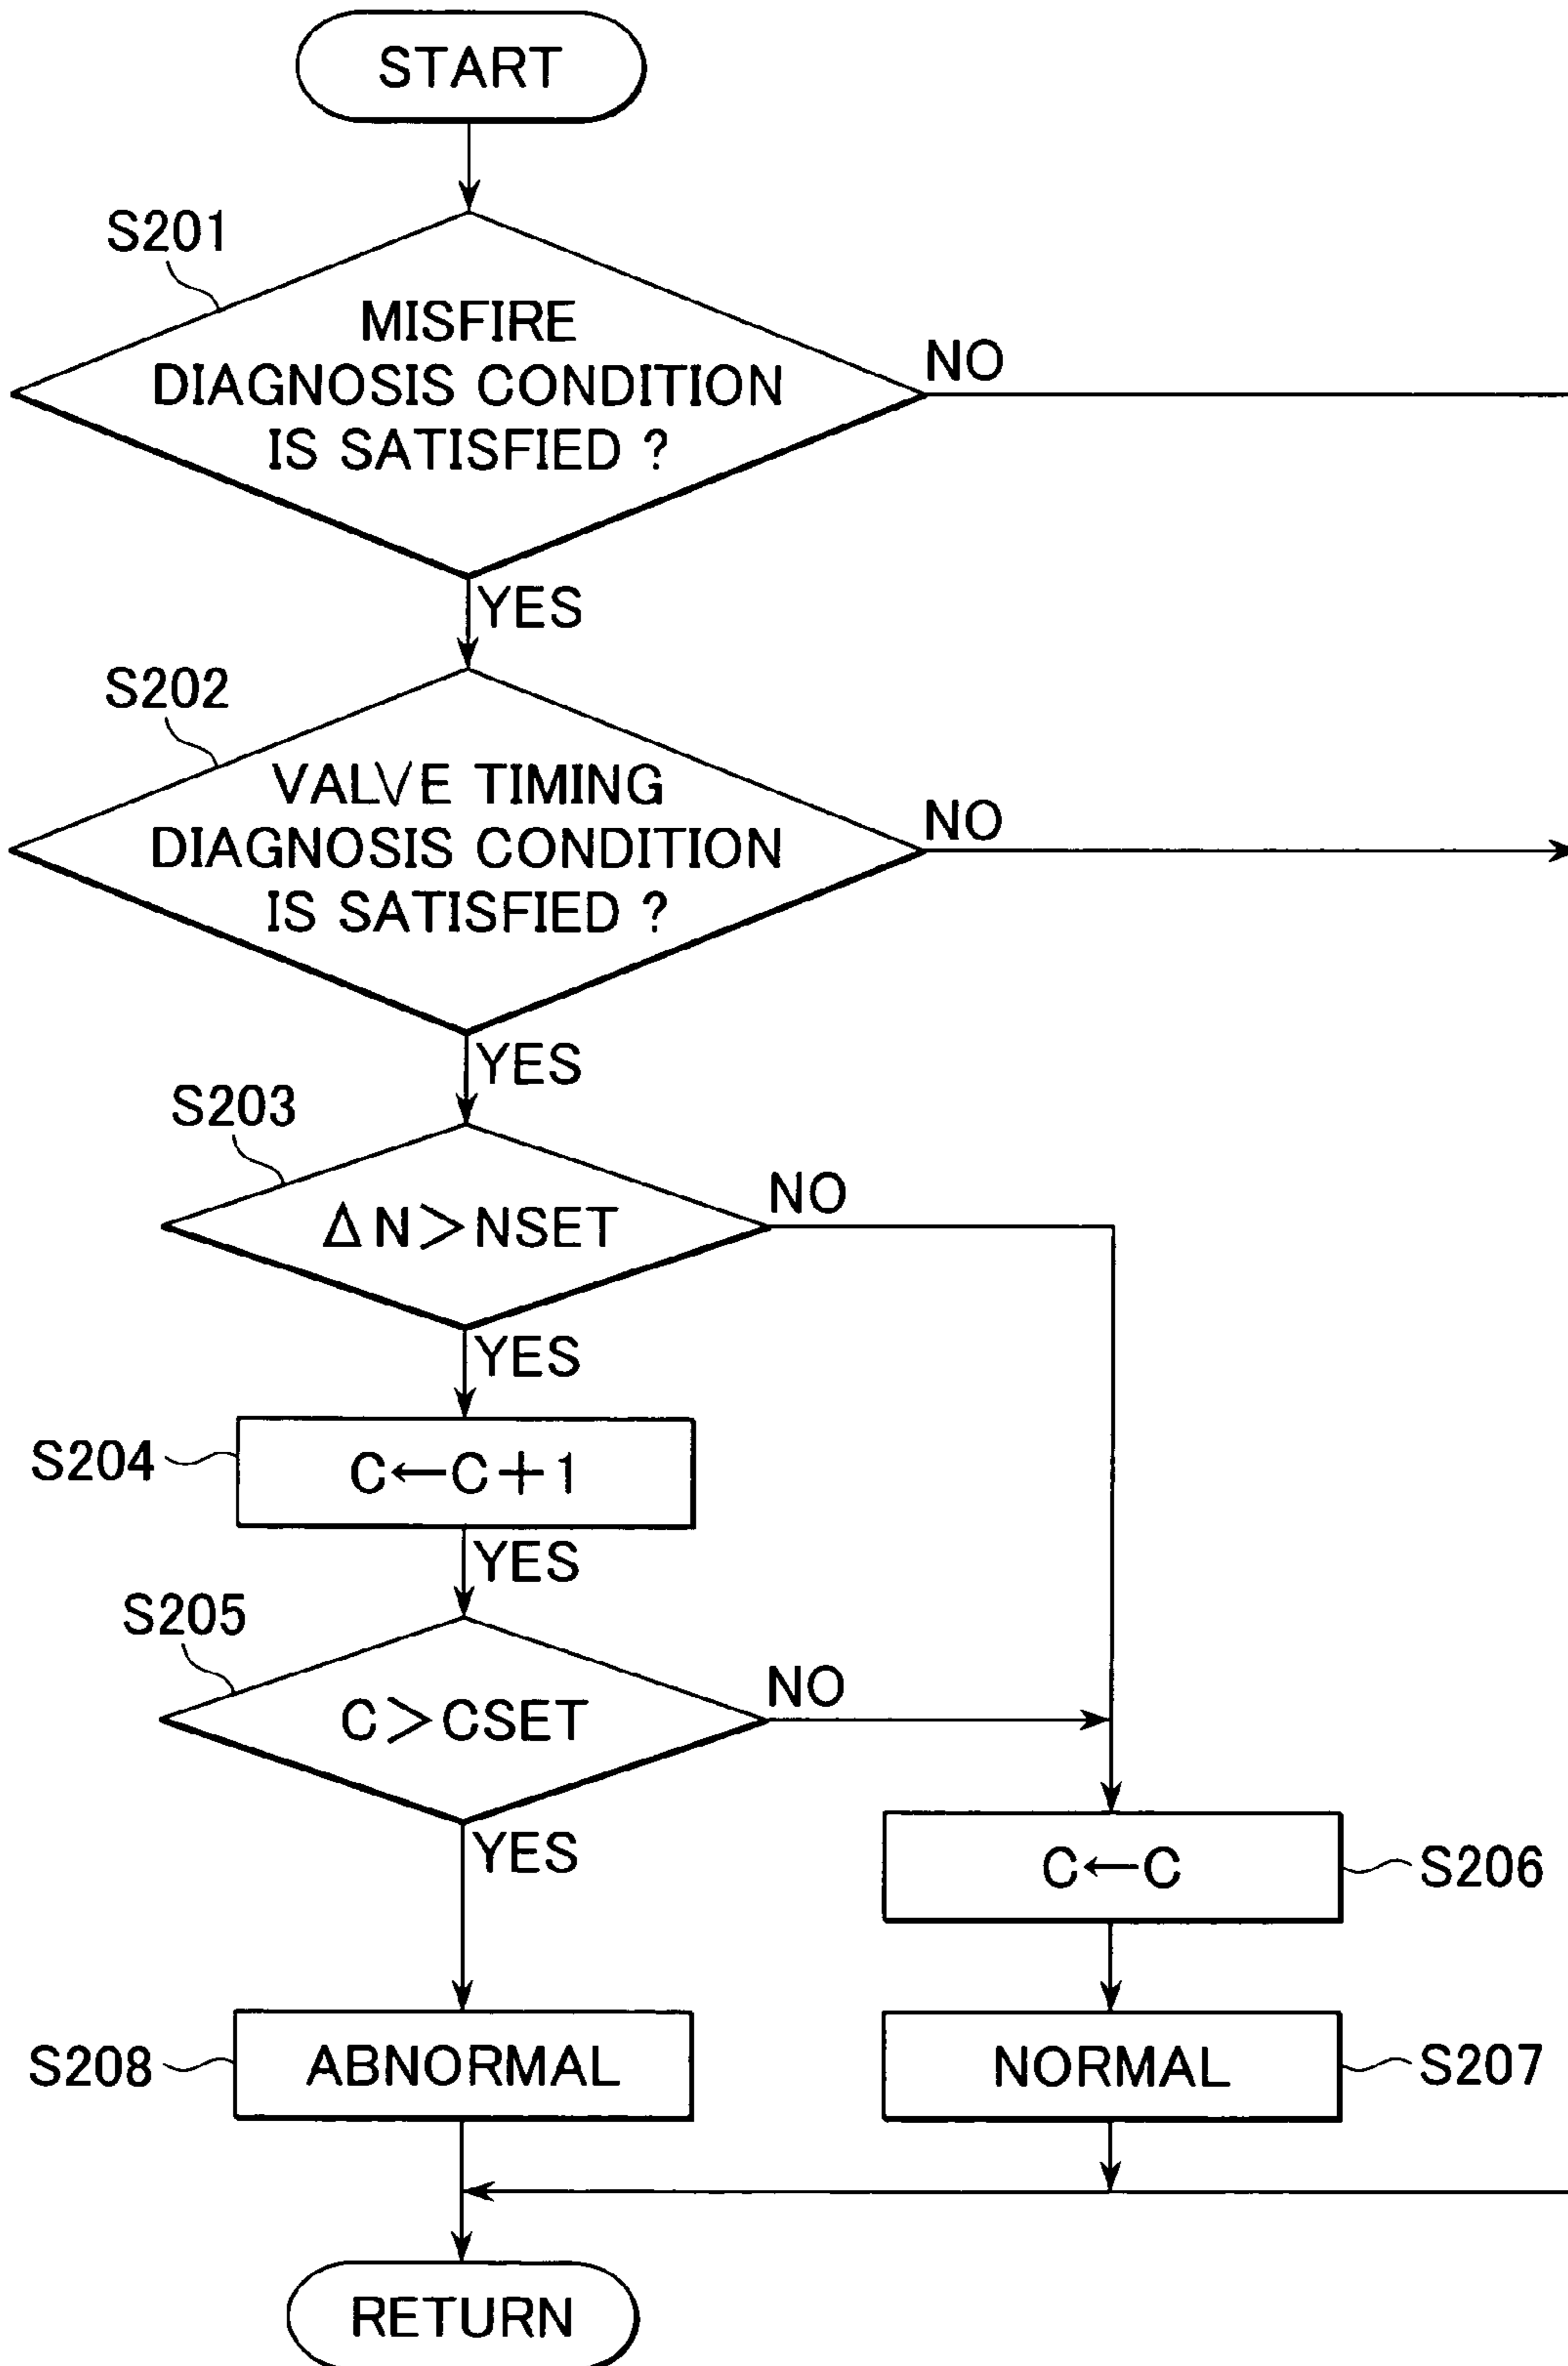 START
S201
MISFIRE
DIAGNOSIS CONDITION
IS SATISFIED ?
NO
YES
S202
VALVE TIMING
DIAGNOSIS CONDITION
IS SATISFIED ?
NO
YES
S203
ΔN>NSET
NO
YES
S204
C←C+1
YES
S205
C>CSET
NO
YES
C←C
S206
S208
ABNORMAL
NORMAL
S207
RETURN